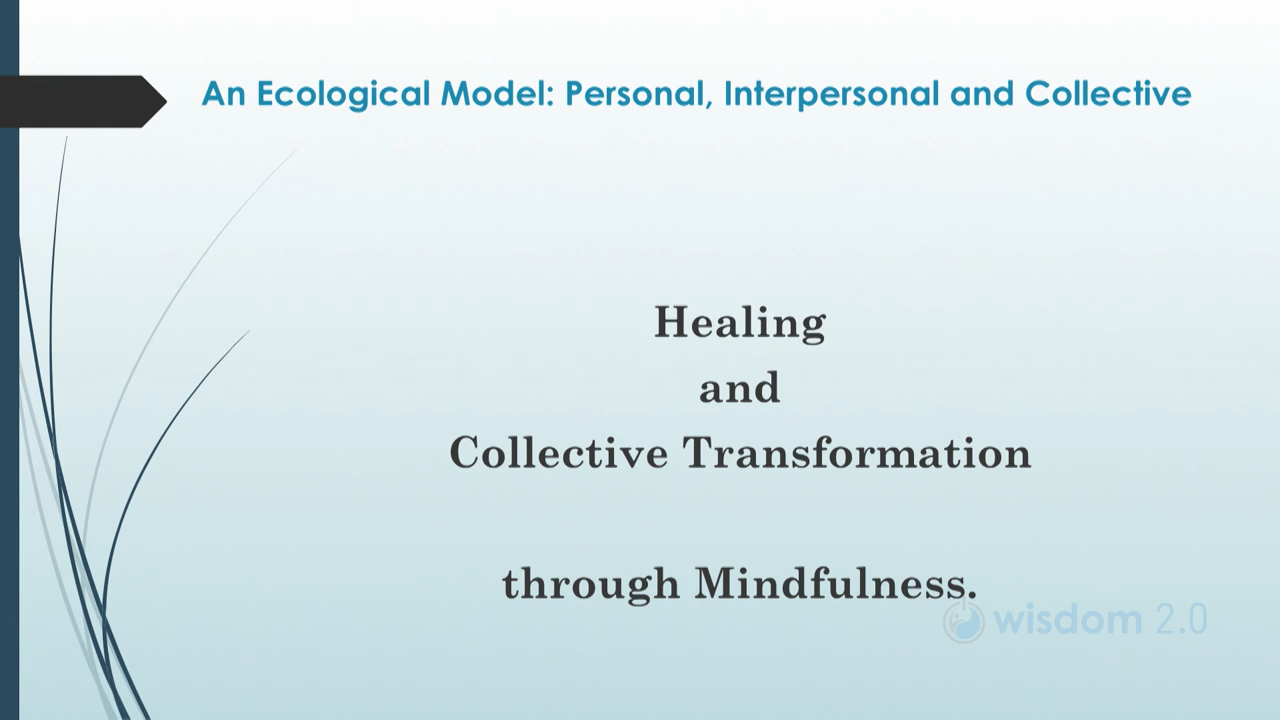 An Ecological Model: Personal, Interpersonal and Collective
Healing
and
Collective Transformation
through Mindfulness.
wisdom 2.0